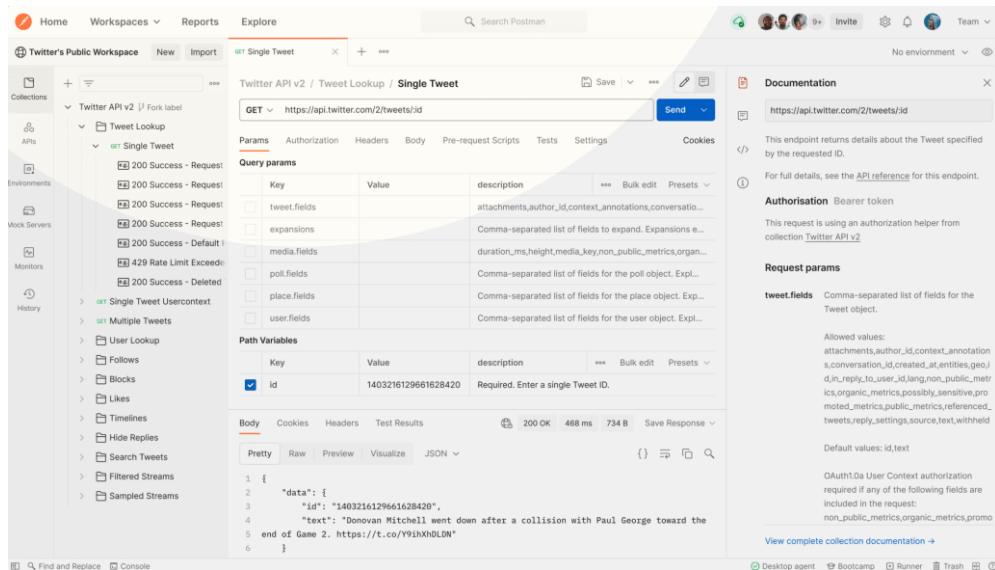 Home Workspaces Reports Explore Search Postman 9+ Invite Team
Twitter's Public Workspace New Import GET Single Tweet No enviornment
Collections
APIs
Environments
Mock Servers
Monitors
History
Twitter API v2 Fork label
Tweet Lookup
GET Single Tweet
200 Success - Request
200 Success - Request
200 Success - Request
200 Success - Request
200 Success - Default
429 Rate Limit Exceede
200 Success - Deleted
GET Single Tweet Usercontext
GET Multiple Tweets
User Lookup
Follows
Blocks
Likes
Timelines
Hide Replies
Search Tweets
Filtered Streams
Sampled Streams
Twitter API v2 / Tweet Lookup / Single Tweet Save
GET https://api.twitter.com/2/tweets/:id Send
Params Authorization Headers Body Pre-request Scripts Tests Settings Cookies
Query params
Key Value description Bulk edit Presets
tweet.fields attachments,author_id,context_annotations,conversatio...
expansions Comma-separated list of fields to expand. Expansions e...
media.fields duration_ms,height,media_key,non_public_metrics,organ...
poll.fields Comma-separated list of fields for the poll object. Expl...
place.fields Comma-separated list of fields for the place object. Exp...
user.fields Comma-separated list of fields for the user object. Expl...
Path Variables
Key Value description Bulk edit Presets
id 1403216129661628420 Required. Enter a single Tweet ID.
Body Cookies Headers Test Results 200 OK 468 ms 734 B Save Response
Pretty Raw Preview Visualize JSON
1 {
2 "data": {
3 "id": "1403216129661628420",
4 "text": "Donovan Mitchell went down after a collision with Paul George toward the
5 end of Game 2. https://t.co/Y9ihXhDLDN"
6 }
Documentation
https://api.twitter.com/2/tweets/:id
This endpoint returns details about the Tweet specified
by the requested ID.
For full details, see the API reference for this endpoint.
Authorisation Bearer token
This request is using an authorization helper from
collection Twitter API v2
Request params
tweet.fields Comma-separated list of fields for the
Tweet object.
Allowed values:
attachments,author_id,context_annotation
s,conversation_id,created_at,entities,geo,i
d,in_reply_to_user_id,lang,non_public_metr
ics,organic_metrics,possibly_sensitive,pro
moted_metrics,public_metrics,referenced_
tweets,reply_settings,source,text,withheld
Default values: id,text
OAuth1.0a User Context authorization
required if any of the following fields are
included in the request:
non_public_metrics,organic_metrics,promo
View complete collection documentation →
Find and Replace Console Desktop agent Bootcamp Runner Trash